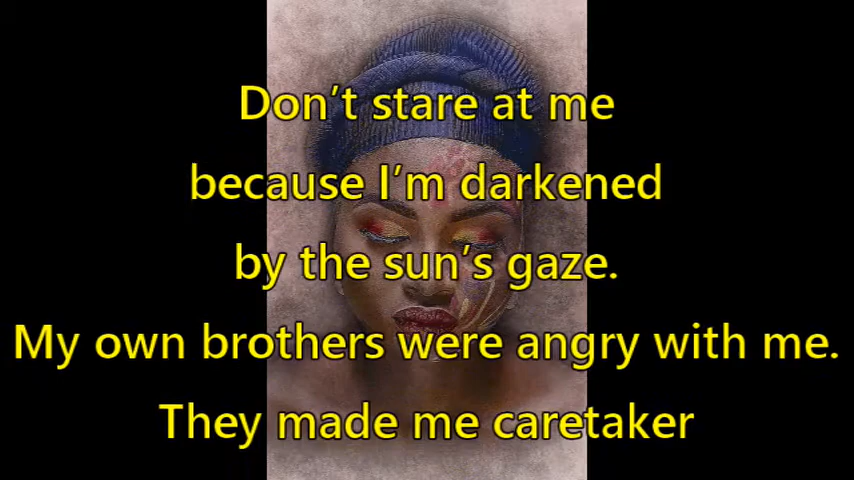 Don’t stare at me
because I’m darkened
by the sun’s gaze.
My own brothers were angry with me.
They made me caretaker